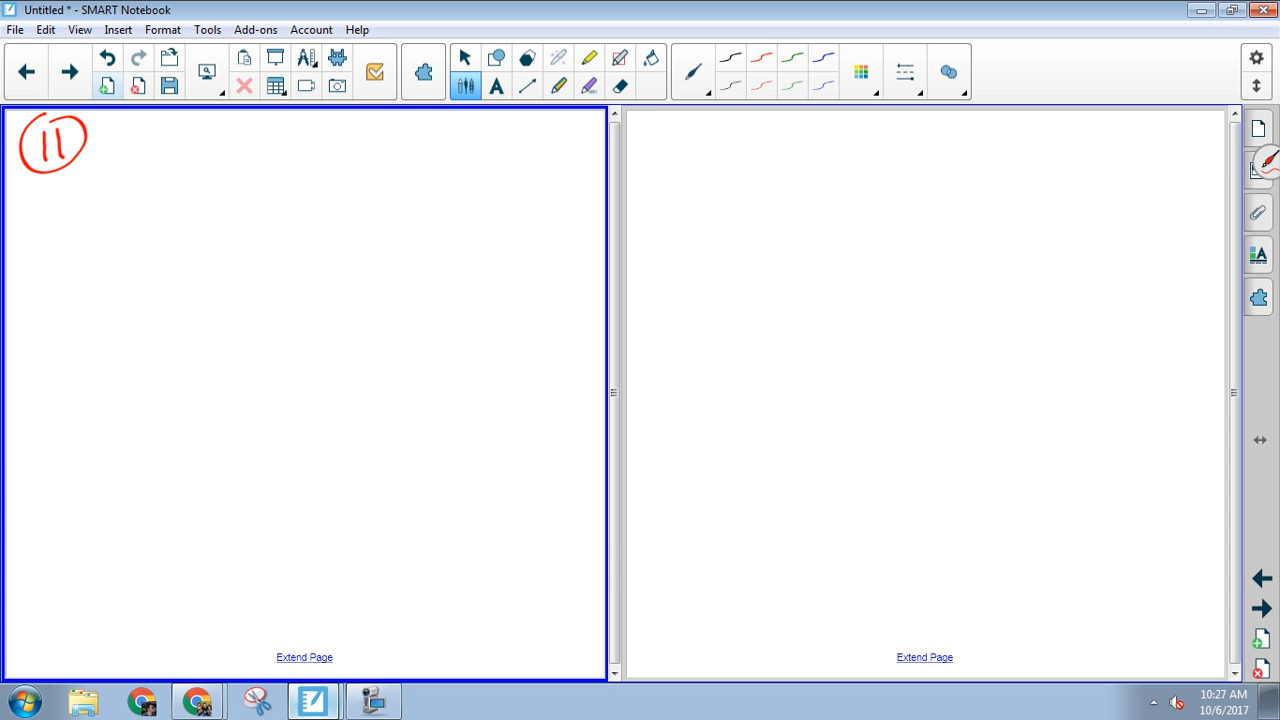 Untitled * - SMART Notebook
File Edit View Insert Format Tools Add-ons Account Help
11
Extend Page
Extend Page
10:27 AM
10/6/2017